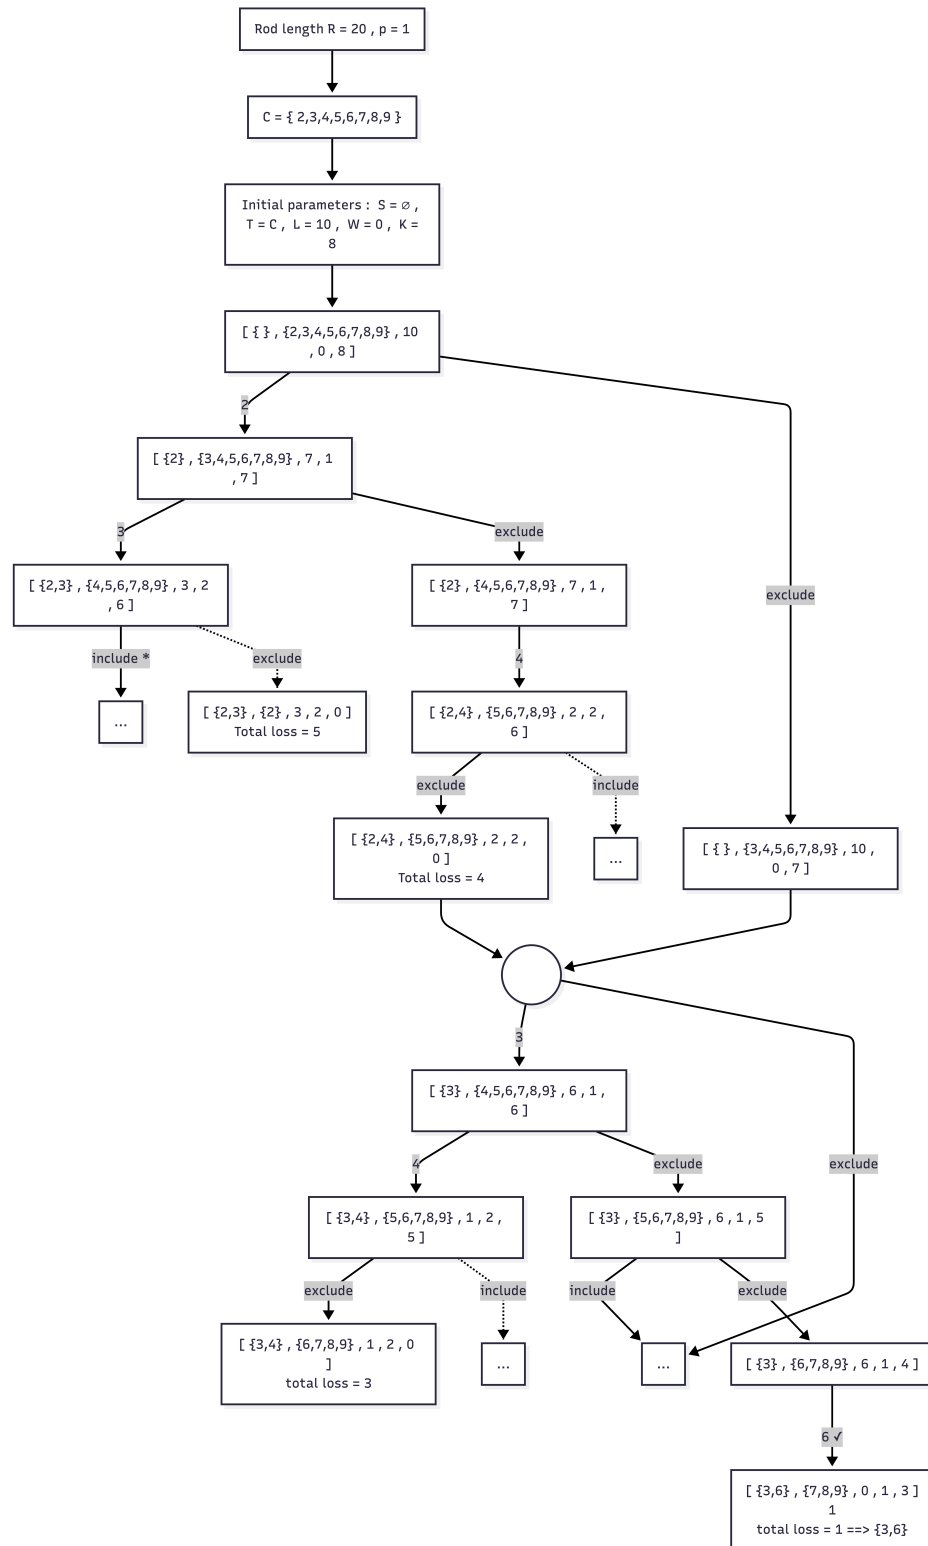 Rod length R = 20 , p = 1
C = { 2,3,4,5,6,7,8,9 }
Initial parameters : S = ∅ ,
T = C , L = 10 , W = 0 , K =
8
[ { } , {2,3,4,5,6,7,8,9} , 10
, 0 , 8 ]
2
[ {2} , {3,4,5,6,7,8,9} , 7 , 1
, 7 ]
3
exclude
[ {2,3} , {4,5,6,7,8,9} , 3 , 2
, 6 ]
[ {2} , {4,5,6,7,8,9} , 7 , 1 ,
7 ]
exclude
include *
exclude
4
...
[ {2,3} , {2} , 3 , 2 , 0 ]
Total loss = 5
[ {2,4} , {5,6,7,8,9} , 2 , 2 ,
6 ]
exclude
include
[ {2,4} , {5,6,7,8,9} , 2 , 2 ,
0 ]
Total loss = 4
...
[ { } , {3,4,5,6,7,8,9} , 10 ,
0 , 7 ]
3
[ {3} , {4,5,6,7,8,9} , 6 , 1 ,
6 ]
4
exclude
exclude
[ {3,4} , {5,6,7,8,9} , 1 , 2 ,
5 ]
[ {3} , {5,6,7,8,9} , 6 , 1 , 5
]
exclude
include
include
exclude
[ {3,4} , {6,7,8,9} , 1 , 2 , 0
]
total loss = 3
...
...
[ {3} , {6,7,8,9} , 6 , 1 , 4 ]
6 ✓
[ {3,6} , {7,8,9} , 0 , 1 , 3 ]
1
total loss = 1 ==> {3,6}